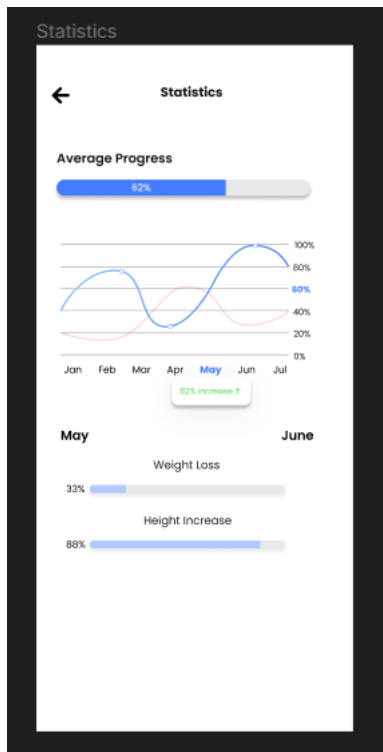 Statistics
Statistics
Average Progress
62%
100%
80%
60%
40%
20%
0%
Jan Feb Mar Apr May Jun Jul
62% increase ↑
May June
Weight Loss
33%
Height Increase
88%